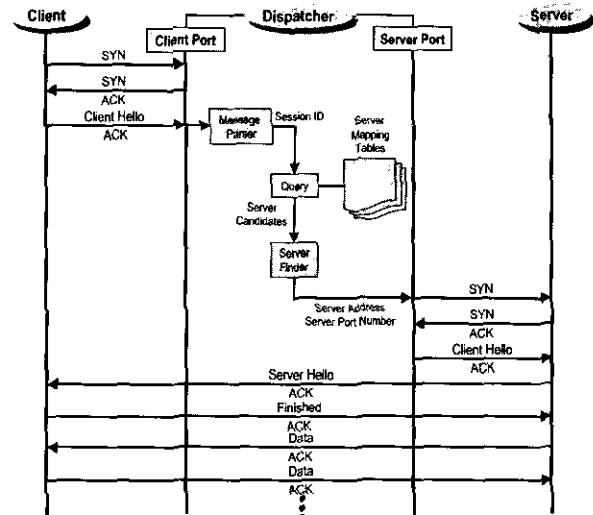 Client
Dispatcher
Server
Client Port
Server Port
SYN
SYN
ACK
Client Hello
ACK
Message
Parser
Session ID
Server
Mapping
Tables
Query
Server
Candidates
Server
Finder
Server Address
Server Port Number
SYN
SYN
ACK
Client Hello
ACK
Server Hello
ACK
Finished
ACK
Data
ACK
Data
ACK